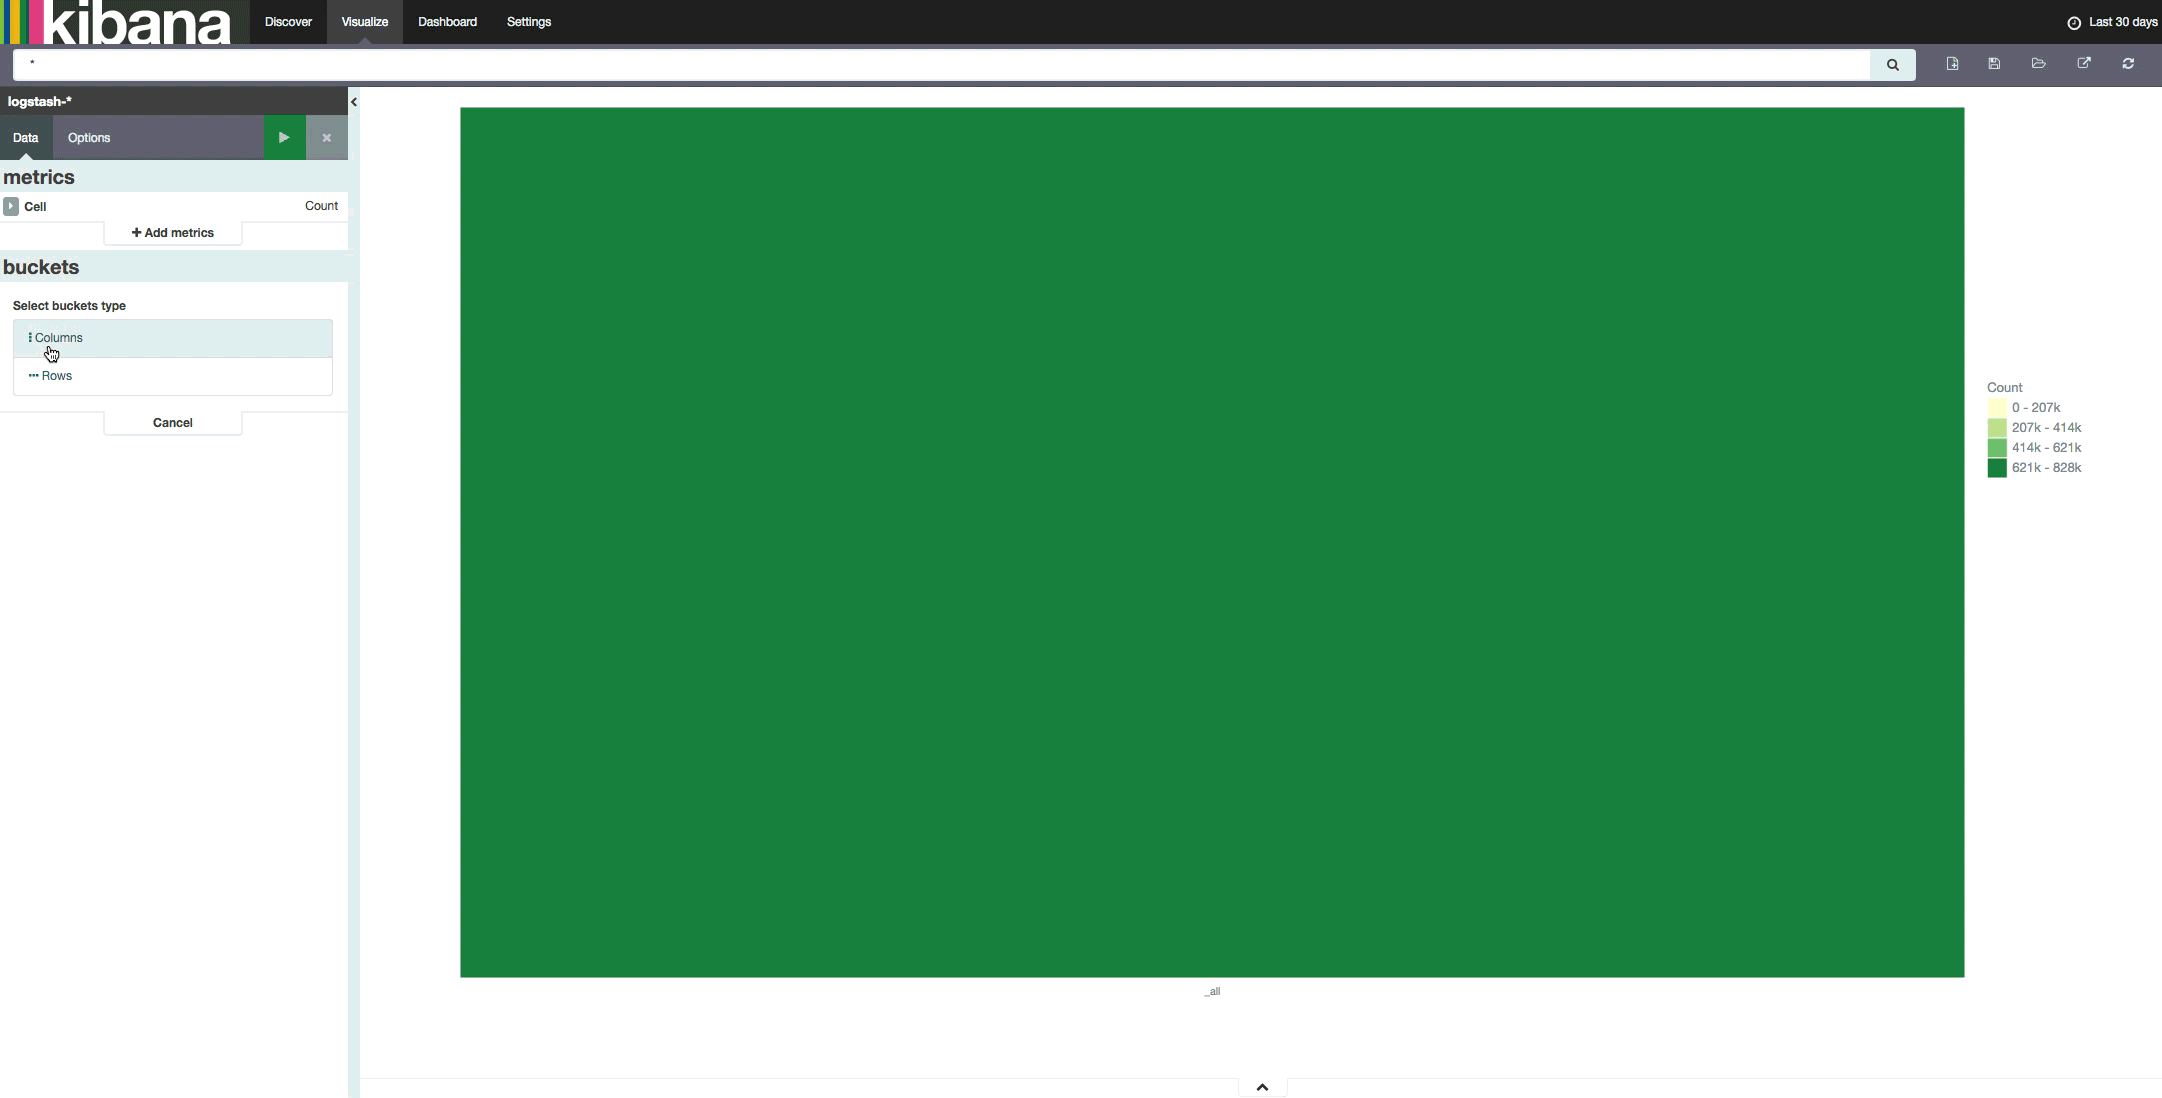 kibana
Discover
Visualize
Dashboard
Settings
Last 30 days
*
logstash-*
Data
Options
metrics
Cell
Count
Add metrics
buckets
Select buckets type
Columns
Rows
Cancel
Count
0 - 207k
207k - 414k
414k - 621k
621k - 828k
_all